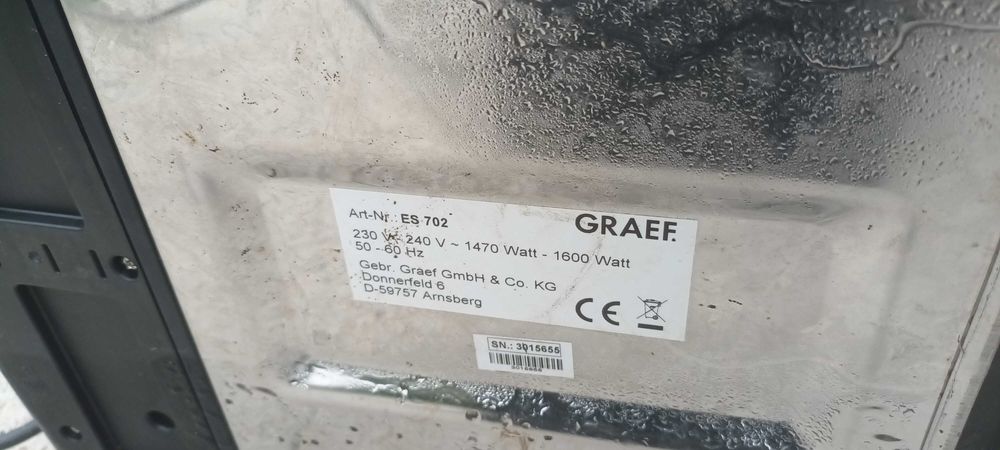 Art-Nr.: ES 702
GRAEF.
230 V - 240 V ~ 1470 Watt - 1600 Watt
50 - 60 Hz
Gebr. Graef GmbH & Co. KG
Donnerfeld 6
D-59757 Arnsberg
CE
SN.: 3015655
3015655